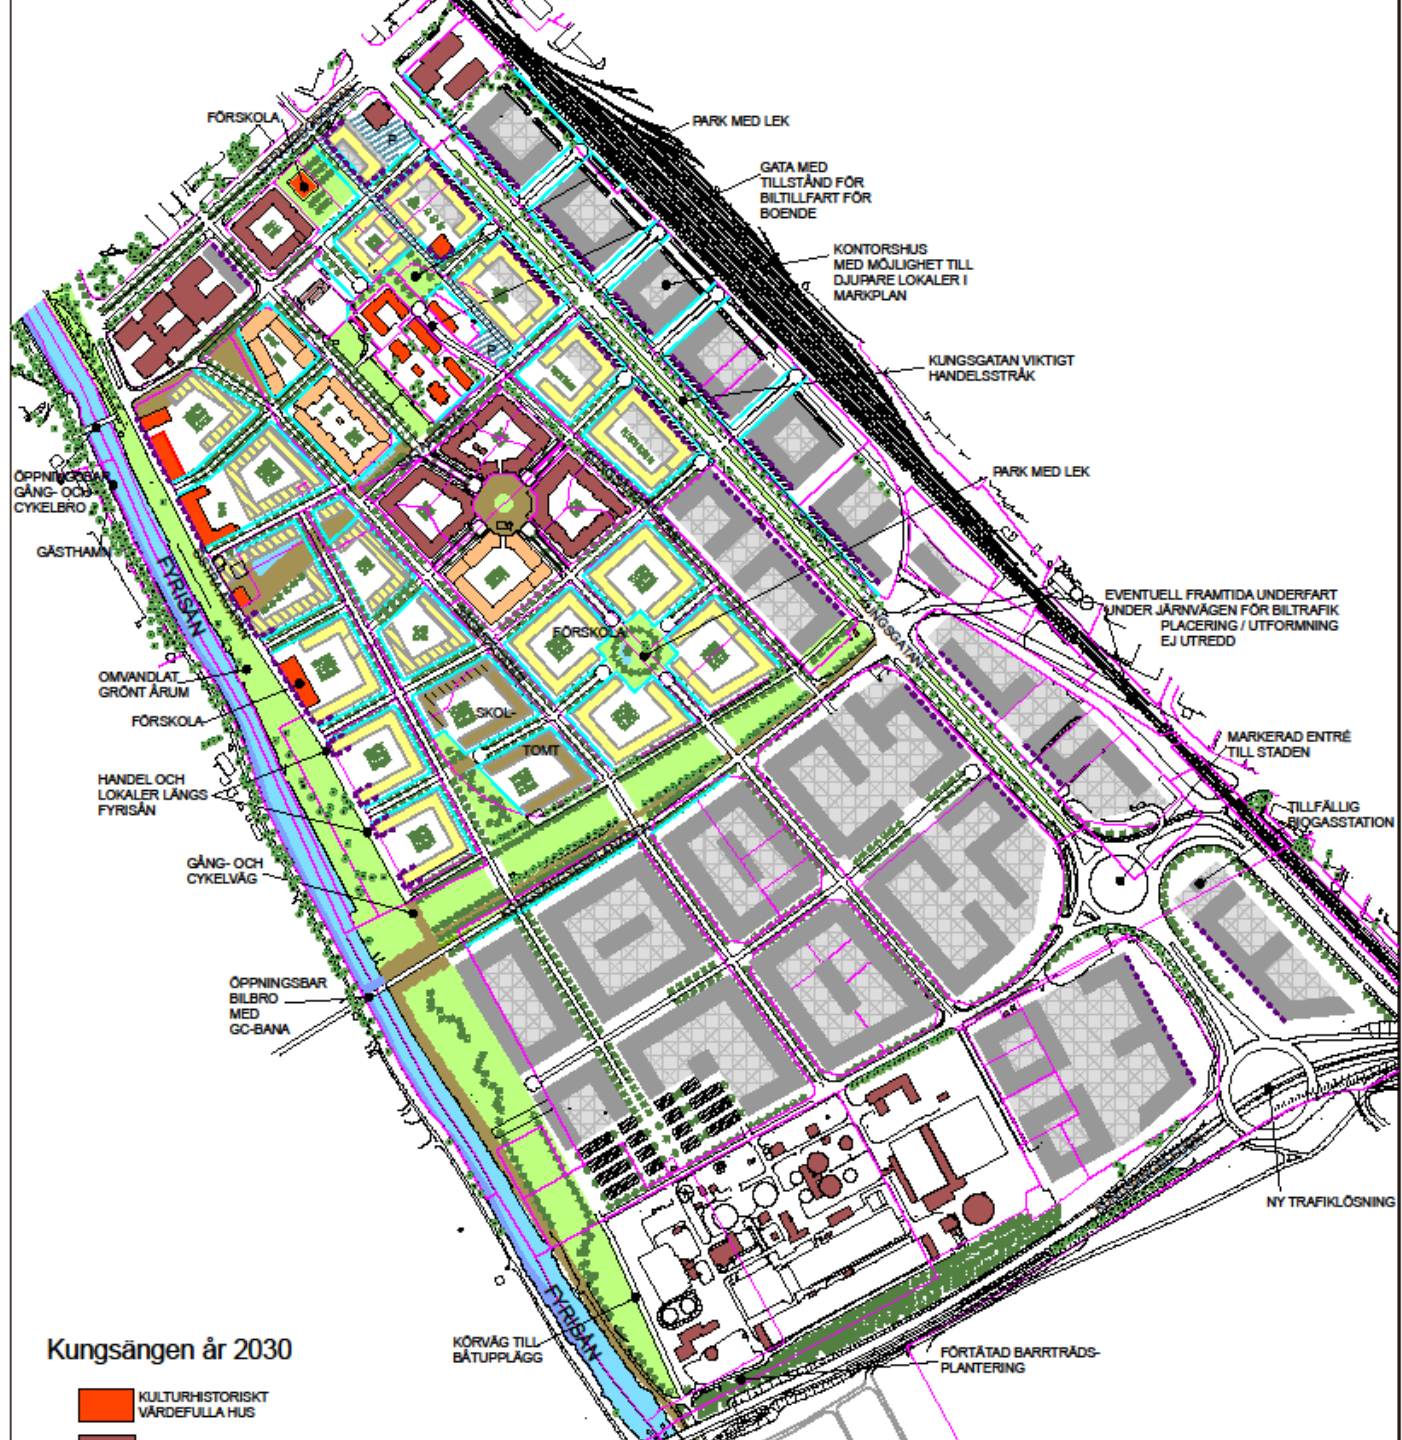 FÖRSKOLA
PARK MED LEK
GATA MED
TILLSTÅND FÖR
BILTILLFART FÖR
BOENDE
KONTORSHUS
MED MÖJLIGHET TILL
DJUPARE LOKALER I
MARKPLAN
KUNGSGATAN VIKTIGT
HANDELSSTRÅK
PARK MED LEK
ÖPPNINGSBAR
GÅNG- OCH
CYKELBRO
GÄSTHAMN
FYRISÅN
KUNGSGATAN
EVENTUELL FRAMTIDA UNDERFART
UNDER JÄRNVÄGEN FÖR BILTRAFIK
PLACERING / UTFORMNING
EJ UTREDD
FÖRSKOLA
OMVANDLAT
GRÖNT ÅRUM
FÖRSKOLA
SKOL-
TOMT
MARKERAD ENTRÉ
TILL STADEN
HANDEL OCH
LOKALER LÄNGS
FYRISÅN
TILLFÄLLIG
BIOGASSTATION
GÅNG- OCH
CYKELVÄG
ÖPPNINGSBAR
BILBRO
MED
GC-BANA
NY TRAFIKLÖSNING
FYRISÅN
KÖRVÄG TILL
BÅTUPPLÄGG
FÖRTÄTAD BARRTRÄDS-
PLANTERING
Kungsängen år 2030
KULTURHISTORISKT
VÄRDEFULLA HUS